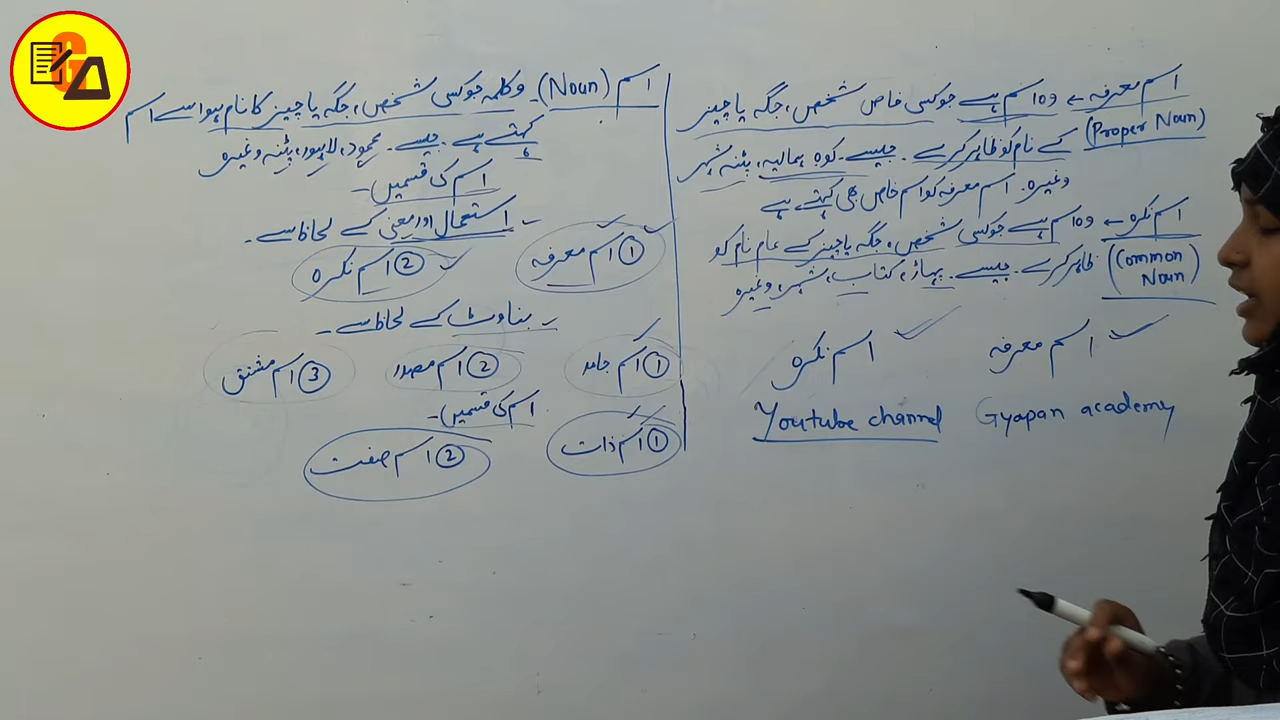 اسم معرفہ ← وہ اسم ہے جو کسی خاص شخص، جگہ یا چیز
(Proper Noun) کے نام کو ظاہر کرے۔ جیسے۔ کوہ ہمالیہ، پٹنہ شہر
وغیرہ۔ اسم معرفہ کو اسم خاص بھی کہتے ہے
اسم نکرہ ← وہ اسم ہے جو کسی شخص، جگہ یا چیز کے عام نام کو
(Common Noun) ظاہر کرے۔ جیسے۔ پہاڑ، کتاب، شہر، وغیرہ
اسم معرفہ ✓ اسم نکرہ ✓
Youtube channel Gyapan academy
اسم (Noun)۔ وہ کلمہ جو کسی شخص، جگہ یا چیز کا نام ہو اسے اسم
کہتے ہے۔ جیسے۔ محمود، لاہور، پٹنہ وغیرہ
اسم کی قسمیں۔
- استعمال اور معنی کے لحاظ سے۔
① اسم معرفہ ✓ ② اسم نکرہ ✓
- بناوٹ کے لحاظ سے۔
① اسم جامد ② اسم مصدر ③ اسم مشتق
اسم کی قسمیں۔
① اسم ذات ② اسم صفت